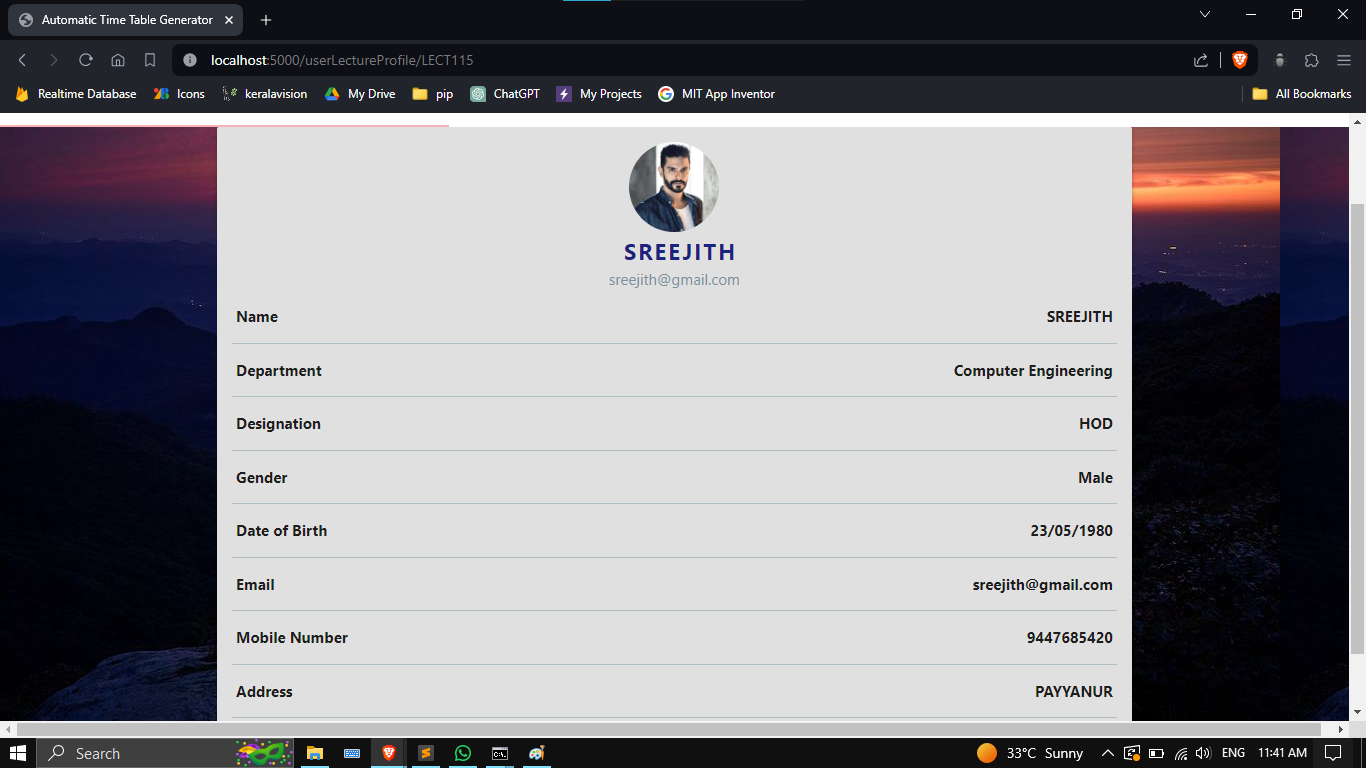 Automatic Time Table Generator
localhost:5000/userLectureProfile/LECT115
Realtime Database Icons keralavision My Drive pip ChatGPT My Projects MIT App Inventor All Bookmarks
SREEJITH
sreejith@gmail.com
Name SREEJITH
Department Computer Engineering
Designation HOD
Gender Male
Date of Birth 23/05/1980
Email sreejith@gmail.com
Mobile Number 9447685420
Address PAYYANUR
Search 33°C Sunny ENG 11:41 AM